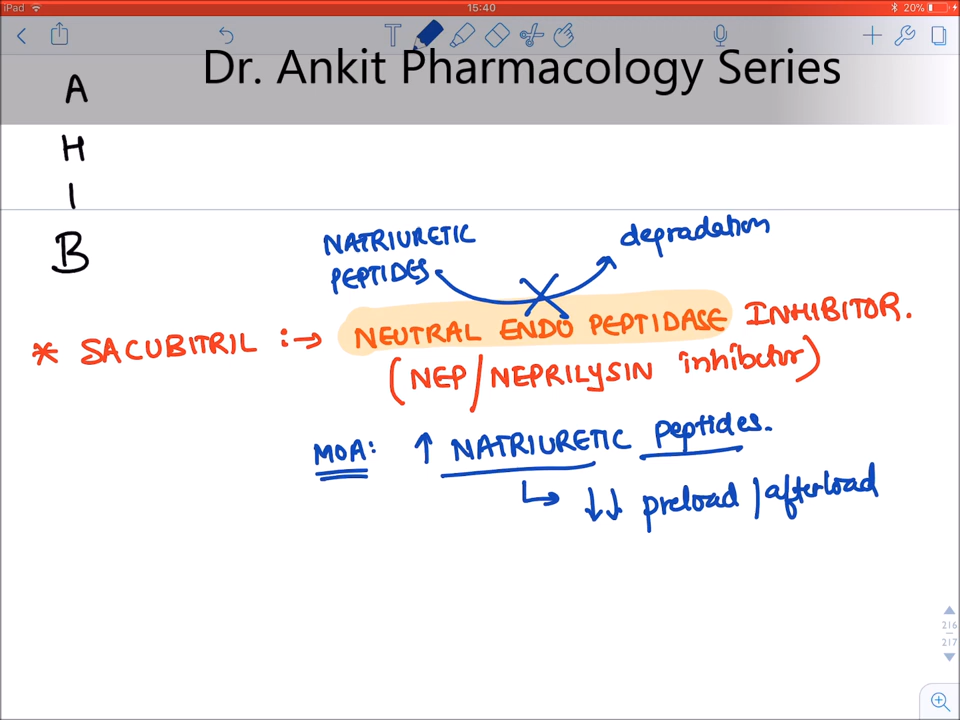 iPad 15:40 20%
T
Dr. Ankit Pharmacology Series
A
H
I
B
NATRIURETIC degradation
PEPTIDES
* SACUBITRIL :→ NEUTRAL ENDO PEPTIDASE INHIBITOR.
(NEP/NEPRILYSIN inhibitor)
MOA: ↑ NATRIURETIC Peptides.
↳ ↓↓ preload/afterload
216
217